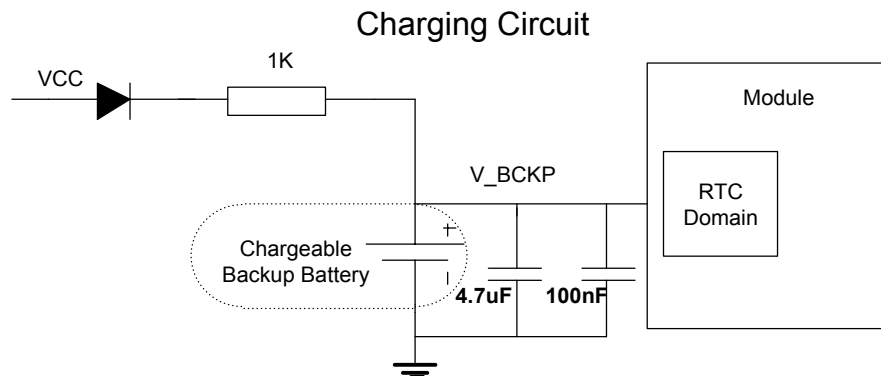 Charging Circuit
1K
VCC
Module
V_BCKP
RTC
Domain
Chargeable
Backup Battery
+
-
4.7uF
100nF